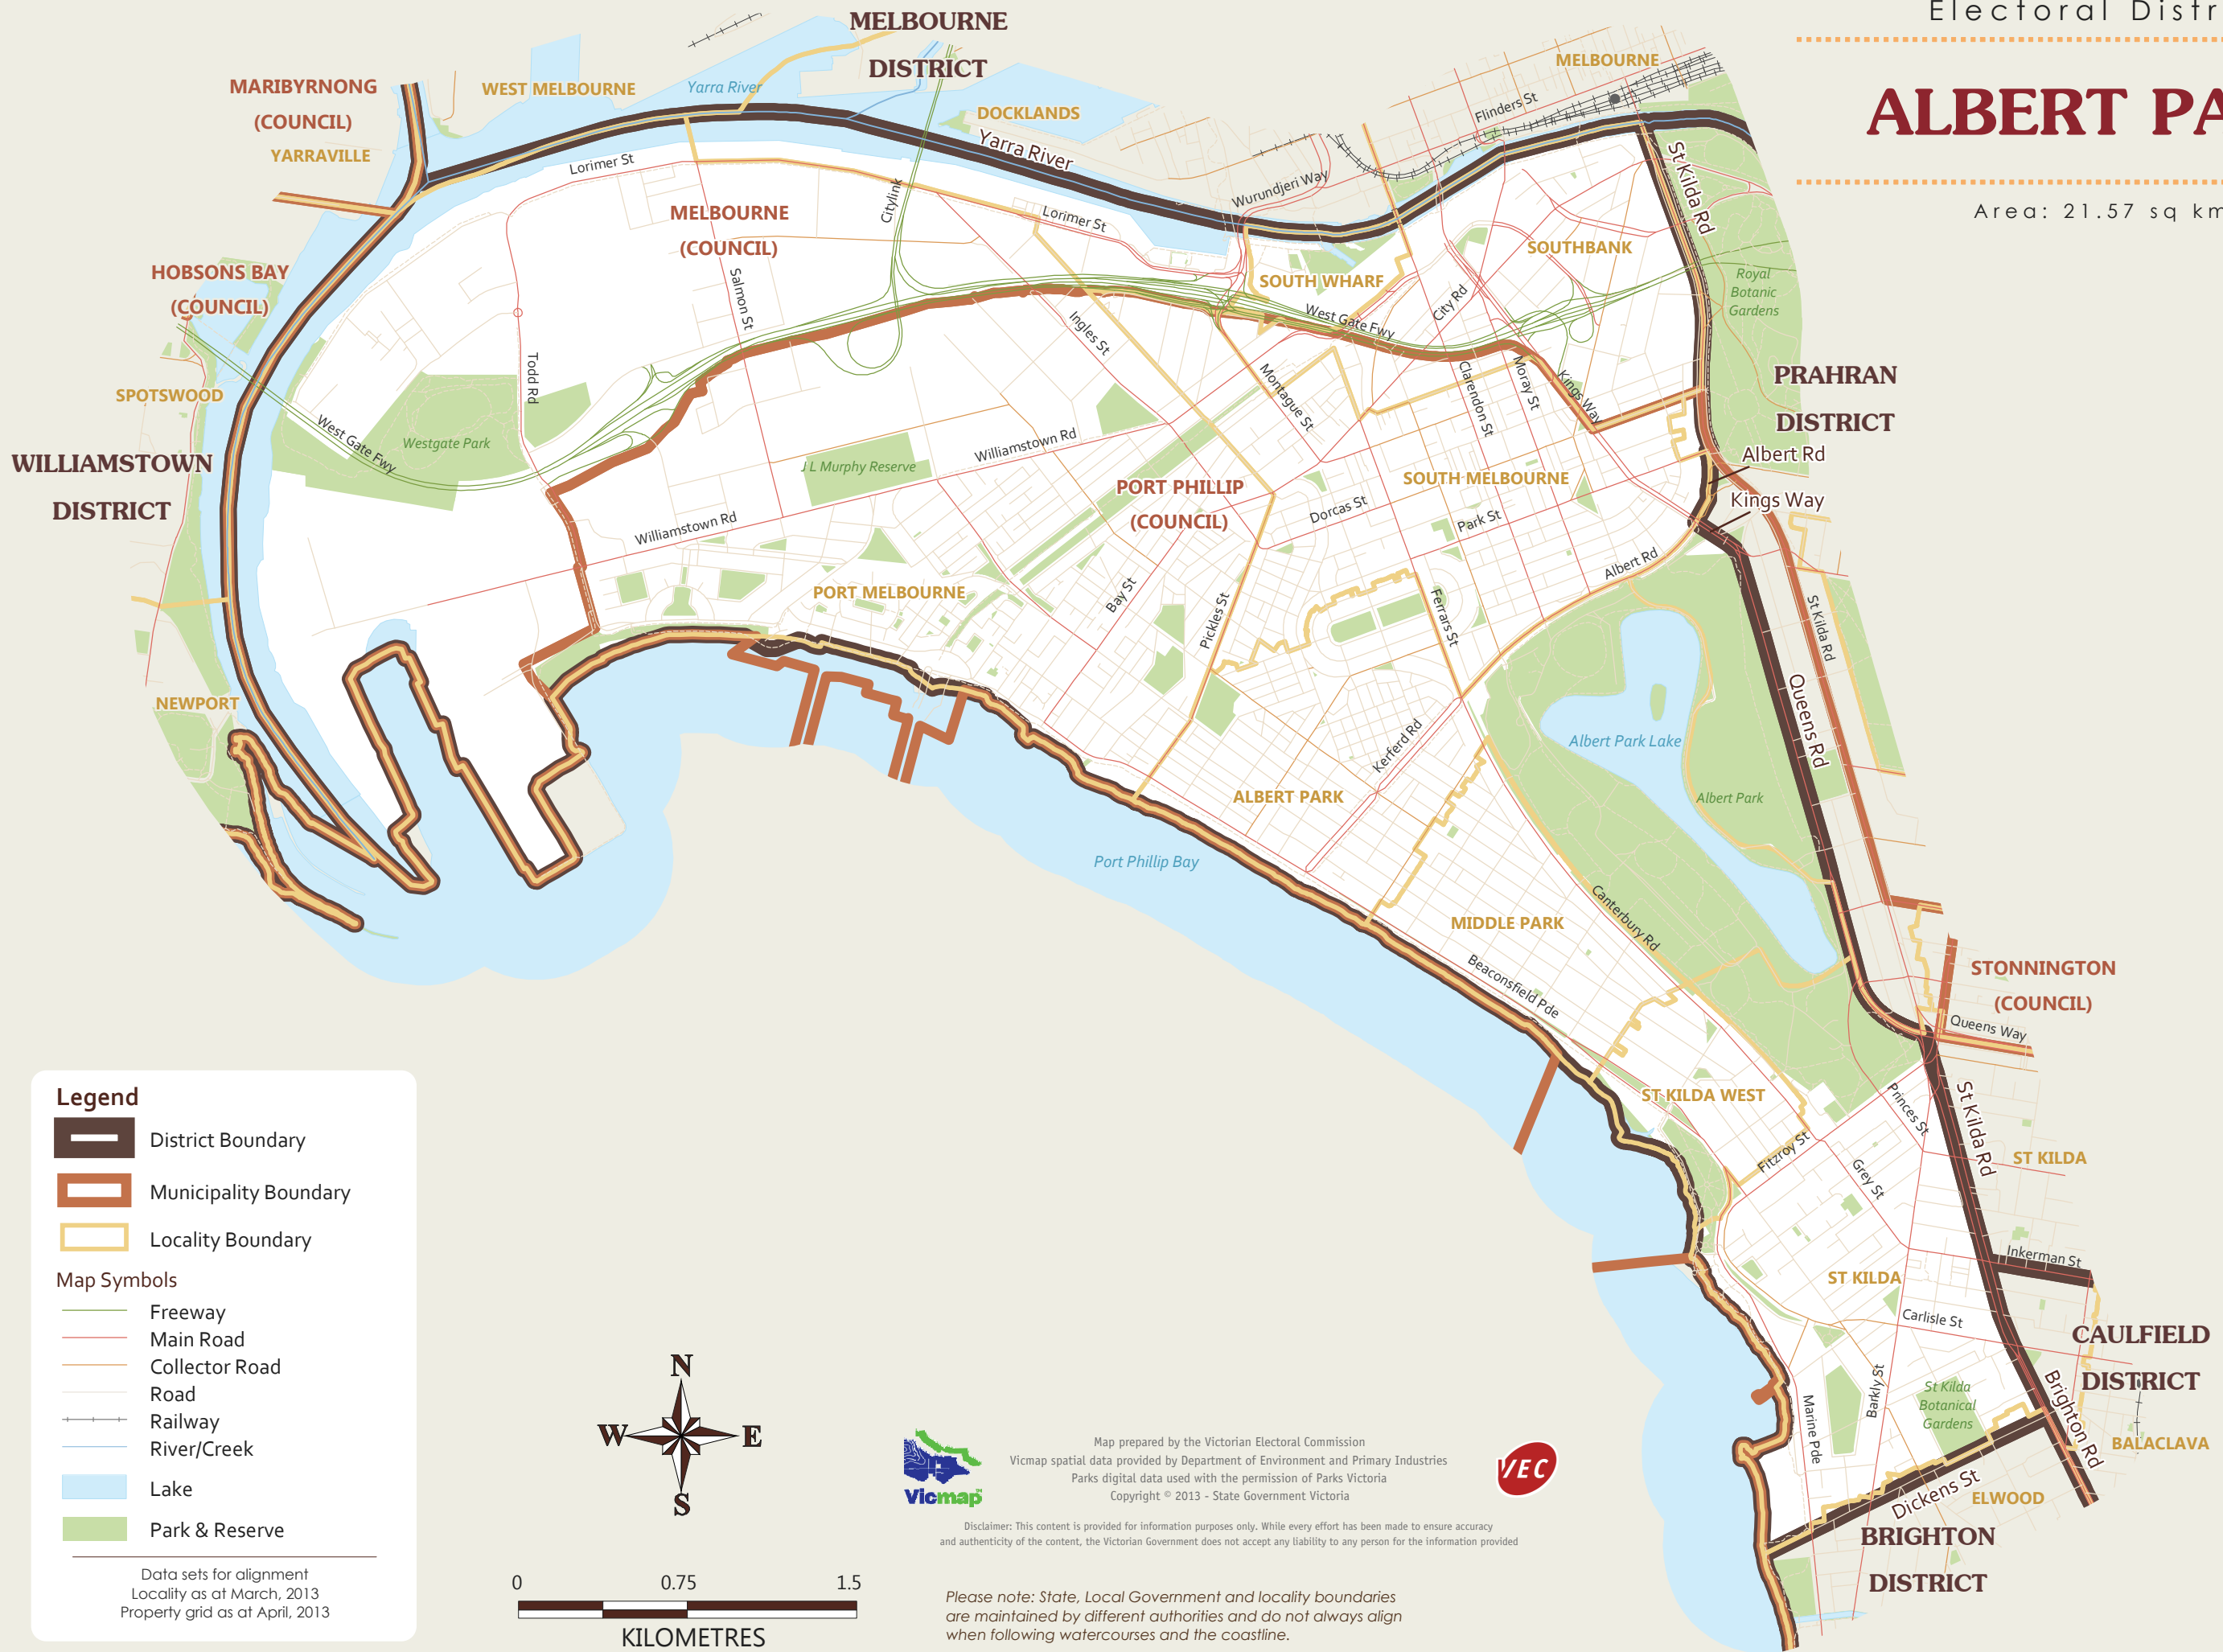 Electoral Distr
ALBERT PA
Area: 21.57 sq km
MELBOURNE
DISTRICT
MARIBYRNONG
(COUNCIL)
YARRAVILLE
WEST MELBOURNE
Yarra River
DOCKLANDS
MELBOURNE
Flinders St
Yarra River
Lorimer St
Wurundjeri Way
St Kilda Rd
Citylink
MELBOURNE
(COUNCIL)
Lorimer St
SOUTHBANK
HOBSONS BAY
(COUNCIL)
Salmon St
SOUTH WHARF
Royal
Botanic
Gardens
City Rd
West Gate Fwy
Ingles St
Todd Rd
Montague St
Clarendon St
Moray St
Kings Way
PRAHRAN
DISTRICT
SPOTSWOOD
West Gate Fwy
Westgate Park
WILLIAMSTOWN
DISTRICT
J L Murphy Reserve
Williamstown Rd
Albert Rd
SOUTH MELBOURNE
PORT PHILLIP
(COUNCIL)
Kings Way
Dorcas St
Park St
Williamstown Rd
Albert Rd
PORT MELBOURNE
Bay St
Pickles St
Ferrars St
St Kilda Rd
NEWPORT
Queens Rd
Kerferd Rd
Albert Park Lake
ALBERT PARK
Albert Park
Port Phillip Bay
MIDDLE PARK
Canterbury Rd
Beaconsfield Pde
STONNINGTON
(COUNCIL)
Queens Way
ST KILDA WEST
Princes St
St Kilda Rd
Fitzroy St
Grey St
ST KILDA
Inkerman St
ST KILDA
Carlisle St
CAULFIELD
DISTRICT
Barkly St
Marine Pde
St Kilda
Botanical
Gardens
Brighton Rd
BALACLAVA
Dickens St
ELWOOD
BRIGHTON
DISTRICT
Legend
District Boundary
Municipality Boundary
Locality Boundary
Map Symbols
Freeway
Main Road
Collector Road
Road
Railway
River/Creek
Lake
Park & Reserve
Data sets for alignment
Locality as at March, 2013
Property grid as at April, 2013
N
W E
S
0 0.75 1.5
KILOMETRES
Vicmap
Map prepared by the Victorian Electoral Commission
Vicmap spatial data provided by Department of Environment and Primary Industries
Parks digital data used with the permission of Parks Victoria
Copyright © 2013 - State Government Victoria
VEC
Disclaimer: This content is provided for information purposes only. While every effort has been made to ensure accuracy
and authenticity of the content, the Victorian Government does not accept any liability to any person for the information provided
Please note: State, Local Government and locality boundaries
are maintained by different authorities and do not always align
when following watercourses and the coastline.